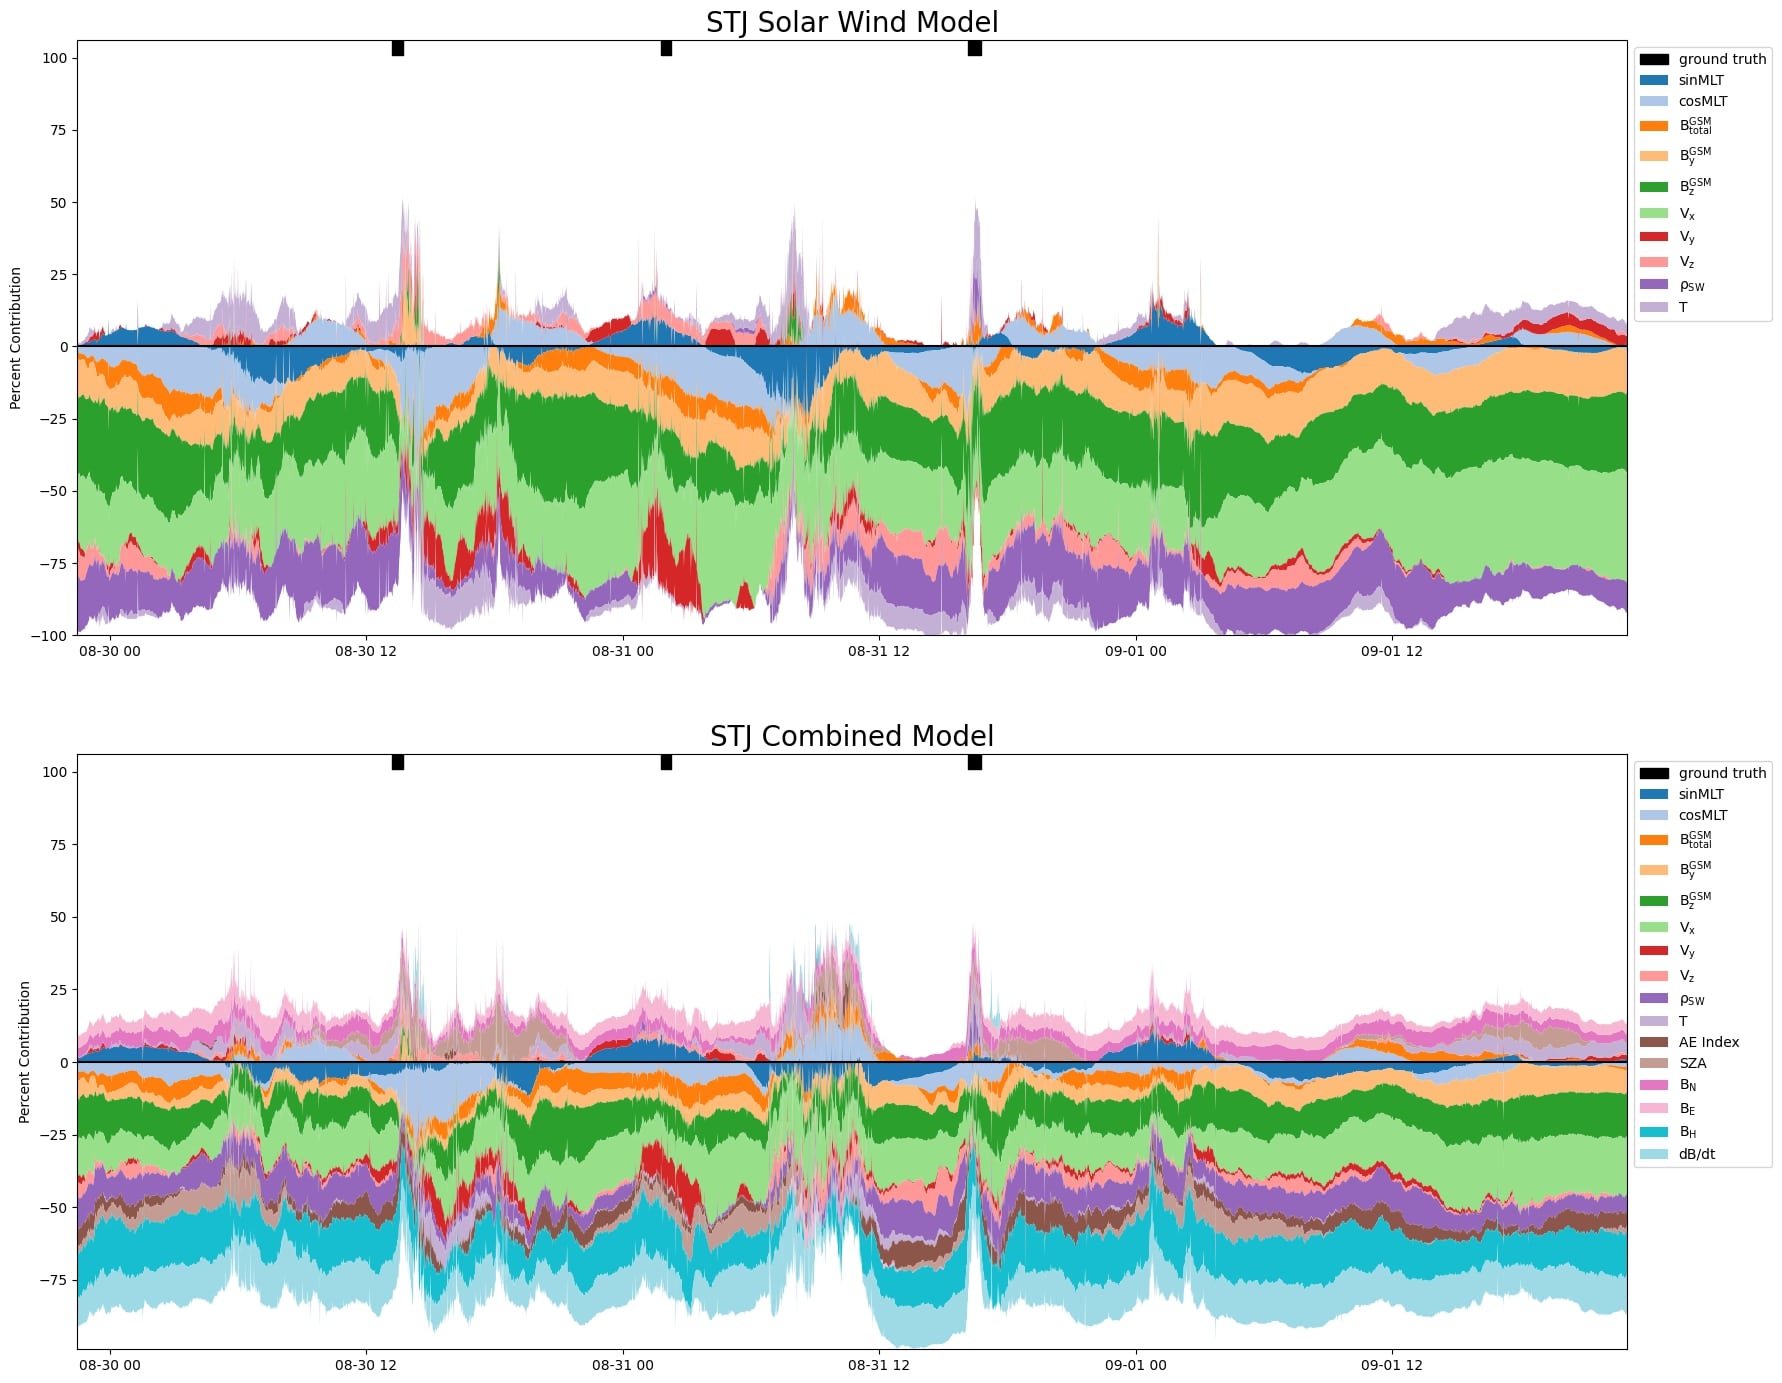 STJ Solar Wind Model
100
75
50
25
0
−25
−50
−75
−100
Percent Contribution
08-30 00
08-30 12
08-31 00
08-31 12
09-01 00
09-01 12
ground truth
sinMLT
cosMLT
B_total^GSM
B_y^GSM
B_z^GSM
V_x
V_y
V_z
ρ_SW
T
STJ Combined Model
100
75
50
25
0
−25
−50
−75
Percent Contribution
08-30 00
08-30 12
08-31 00
08-31 12
09-01 00
09-01 12
ground truth
sinMLT
cosMLT
B_total^GSM
B_y^GSM
B_z^GSM
V_x
V_y
V_z
ρ_SW
T
AE Index
SZA
B_N
B_E
B_H
dB/dt